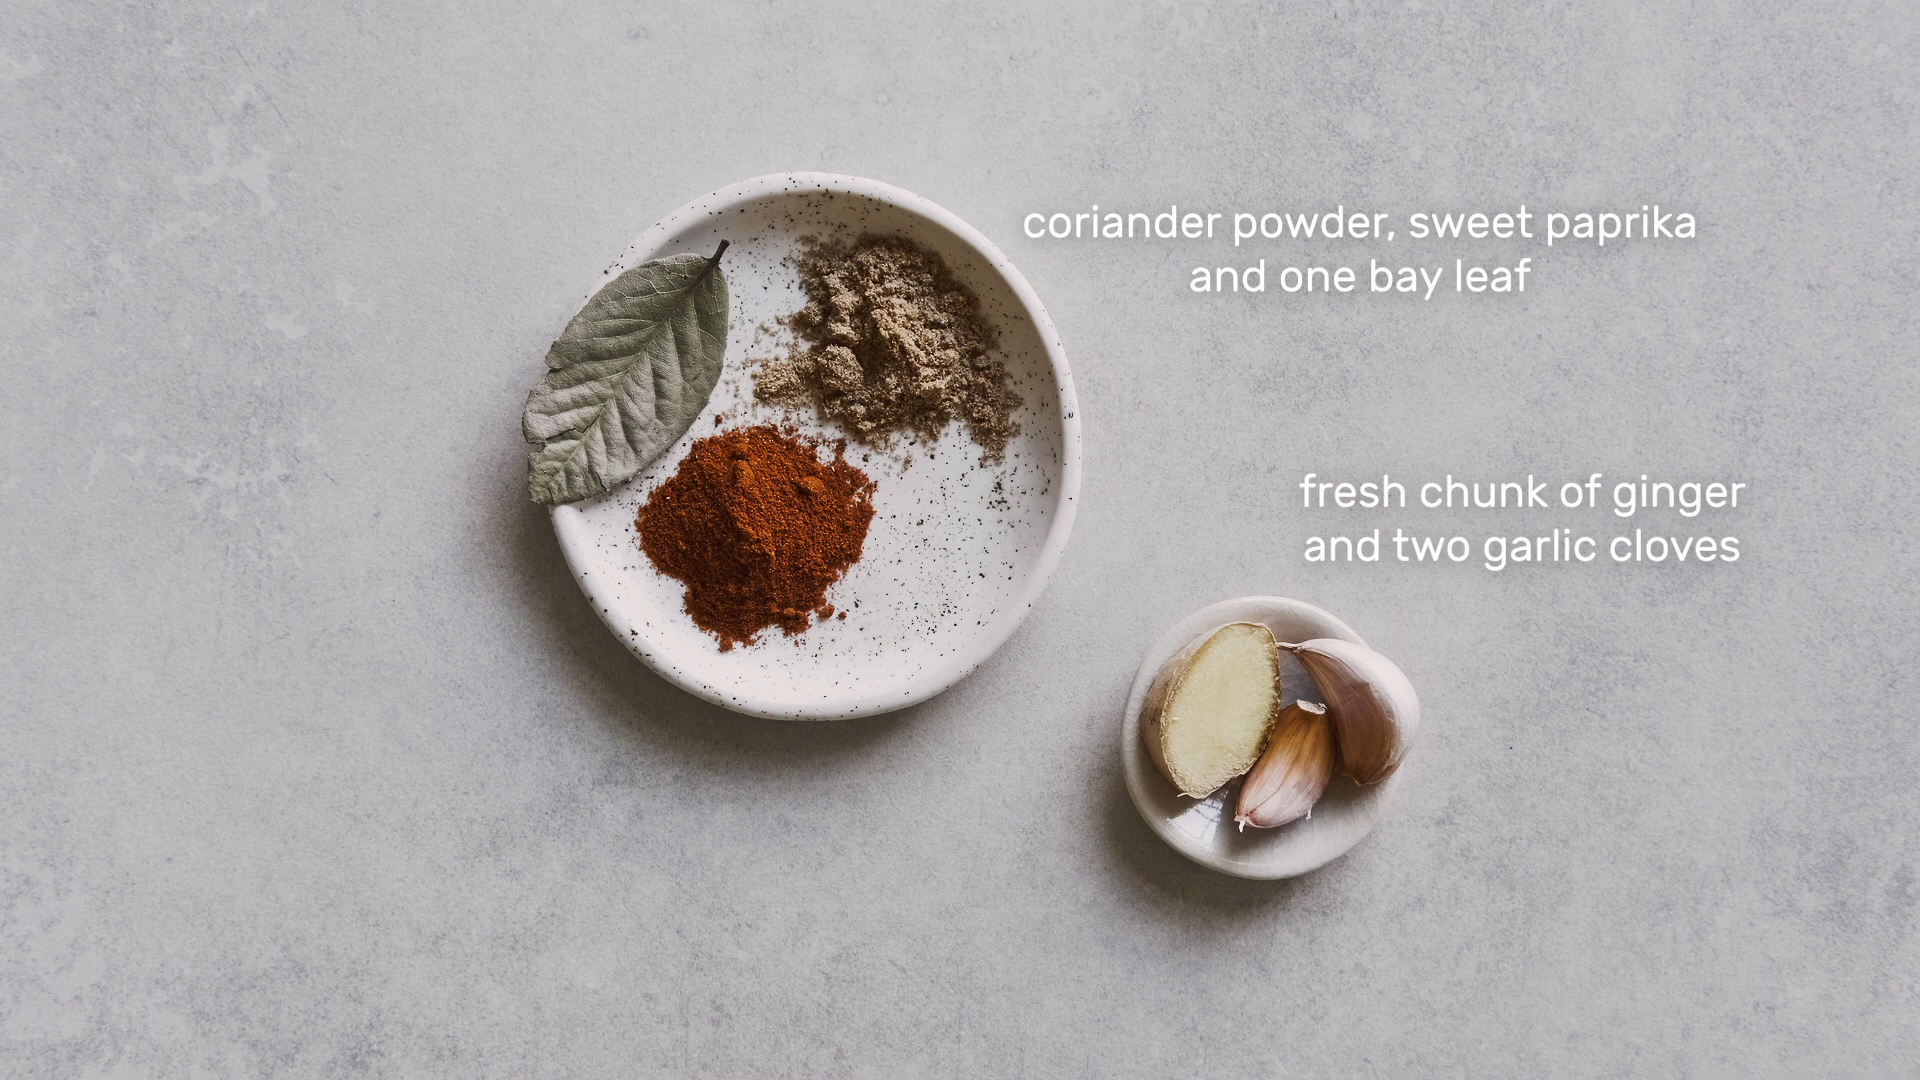 coriander powder, sweet paprika
and one bay leaf
fresh chunk of ginger
and two garlic cloves